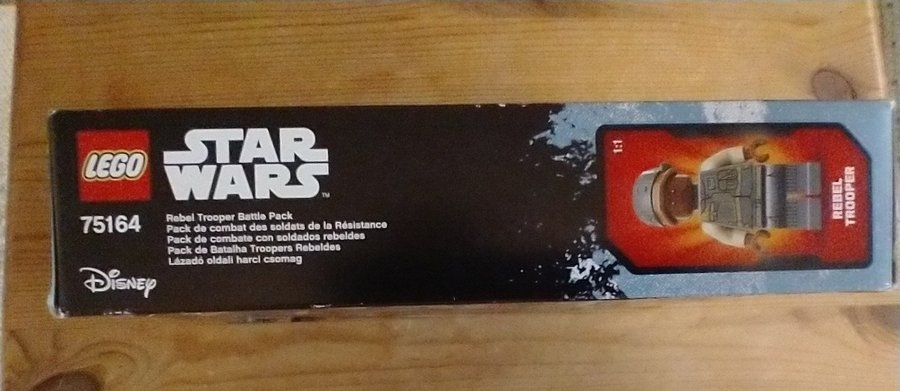 LEGO
STAR
WARS™
75164
Rebel Trooper Battle Pack
Pack de combat des soldats de la Résistance
Pack de combate con soldados rebeldes
Pack de Batalha Troopers Rebeldes
Lázadó oldali harci csomag
Disney
1:1
REBEL
TROOPER